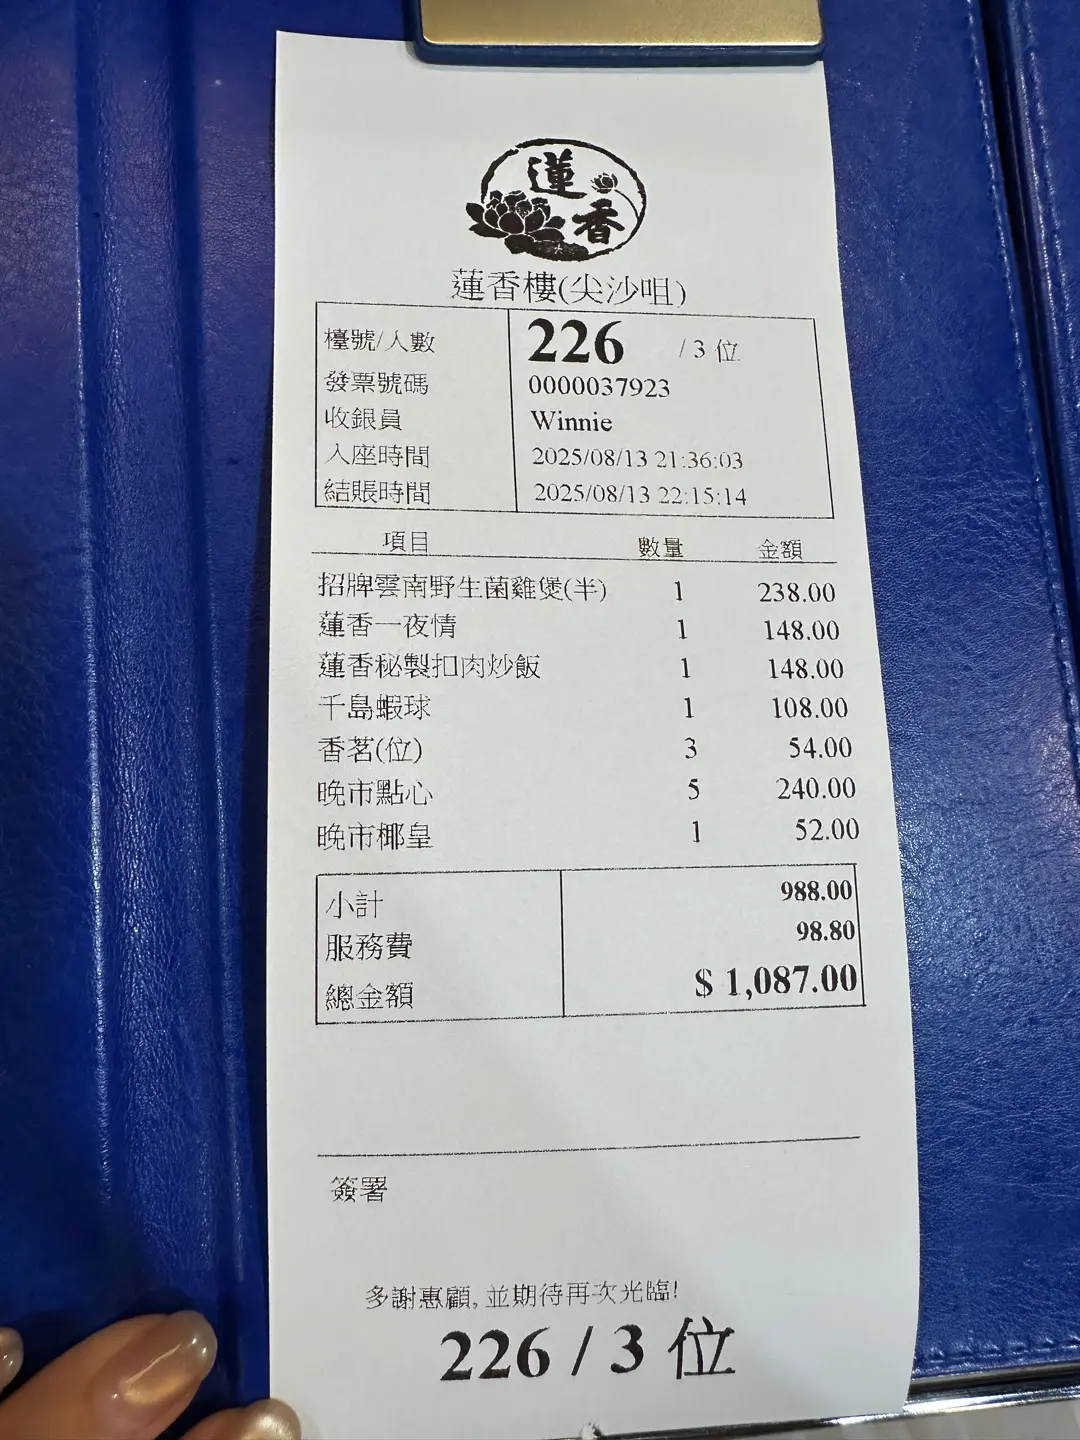 蓮香
蓮香樓(尖沙咀)
檯號/人數 226 /3 位
發票號碼 0000037923
收銀員 Winnie
入座時間 2025/08/13 21:36:03
結賬時間 2025/08/13 22:15:14
項目 數量 金額
招牌雲南野生菌雞煲(半) 1 238.00
蓮香一夜情 1 148.00
蓮香秘製扣肉炒飯 1 148.00
千島蝦球 1 108.00
香茗(位) 3 54.00
晚市點心 5 240.00
晚市椰皇 1 52.00
小計 988.00
服務費 98.80
總金額 $ 1,087.00
簽署
多謝惠顧, 並期待再次光臨!
226 / 3 位